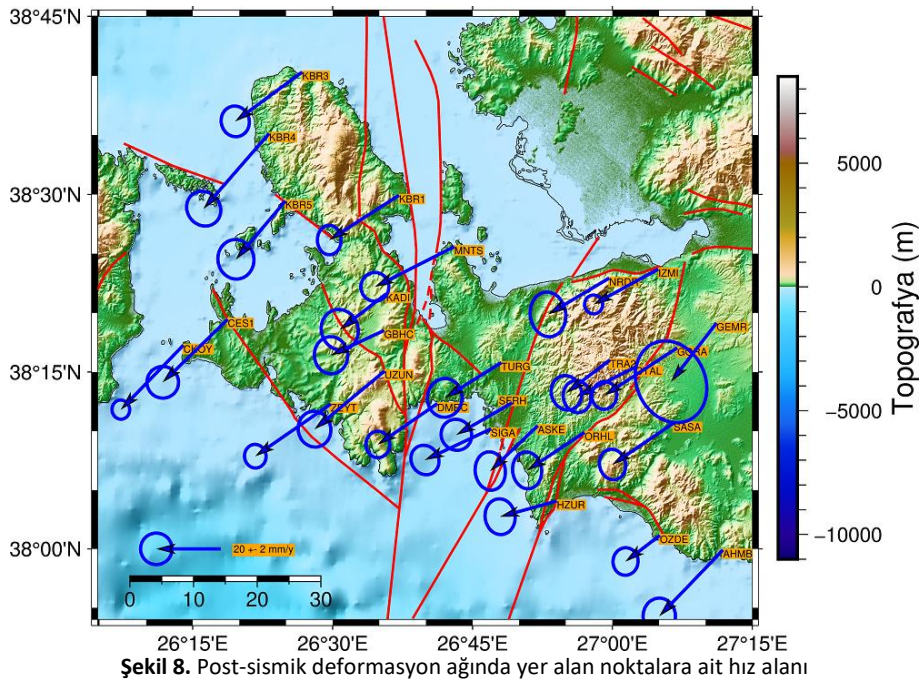 38°45'N
KBR3
KBR4
5000
38°30'N
KBR1
KBR5
MNTS
IZMI
NRD
0
KADI
CES1
GEMR
GBHC
CKOY
38°15'N
TURG
TRA
UZUN
ZEYT
DMEC
SERH
SASA
-5000
SIGA
ASKE
ORHL
HZUR
OZDE
38°00'N
20 +- 2 mm/y
AHMB
-10000
0 10 20 30
Topografya (m)
26°15'E 26°30'E 26°45'E 27°00'E 27°15'E
Şekil 8. Post-sismik deformasyon ağında yer alan noktalara ait hız alanı